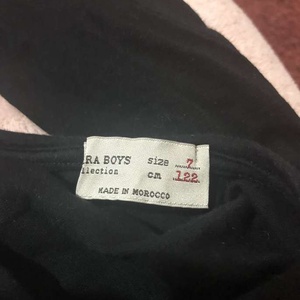 RA BOYS size 7
llection cm 122
MADE IN MOROCCO